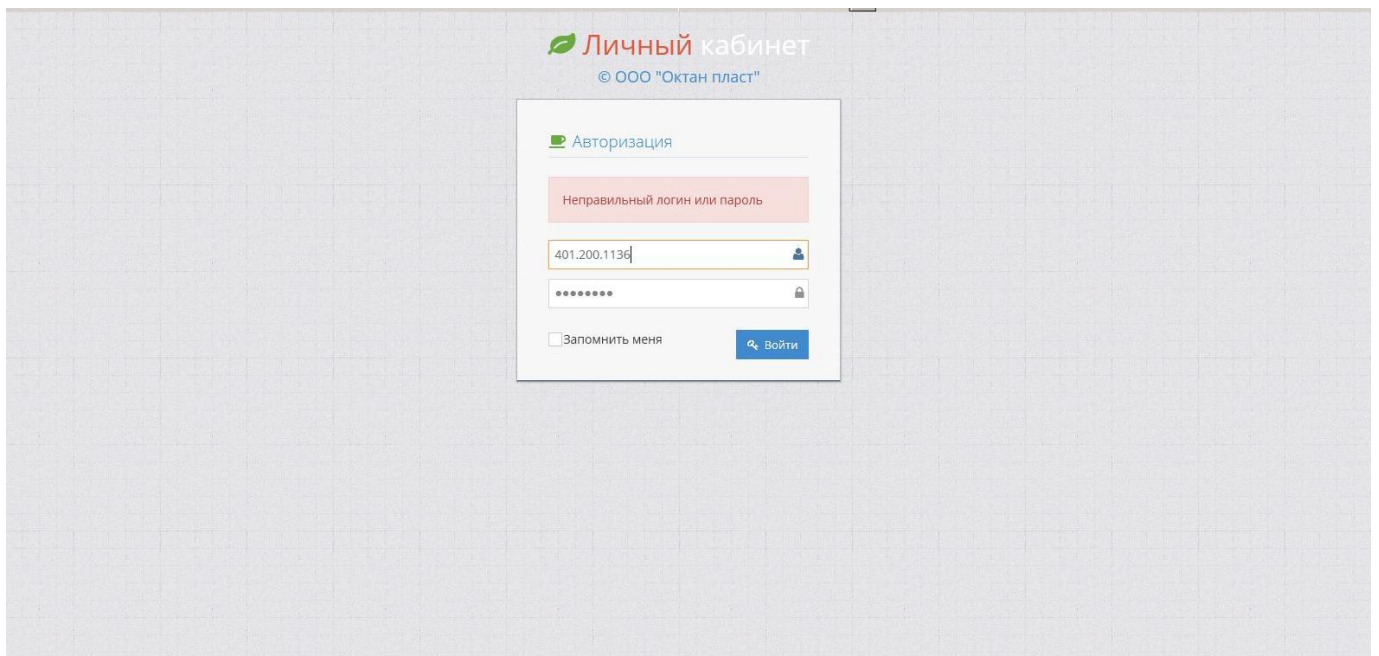 Личный кабинет
© ООО "Октан пласт"
Авторизация
Неправильный логин или пароль
401.200.1136
••••••••
Запомнить меня
Войти